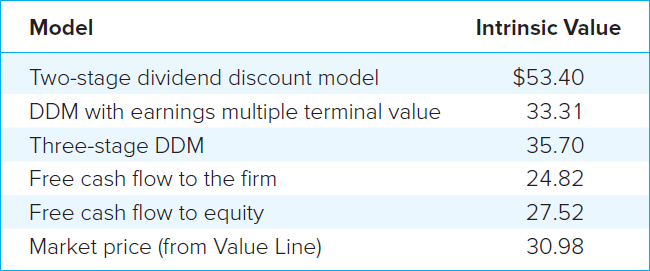 Model Intrinsic Value
Two-stage dividend discount model $53.40
DDM with earnings multiple terminal value 33.31
Three-stage DDM 35.70
Free cash flow to the firm 24.82
Free cash flow to equity 27.52
Market price (from Value Line) 30.98